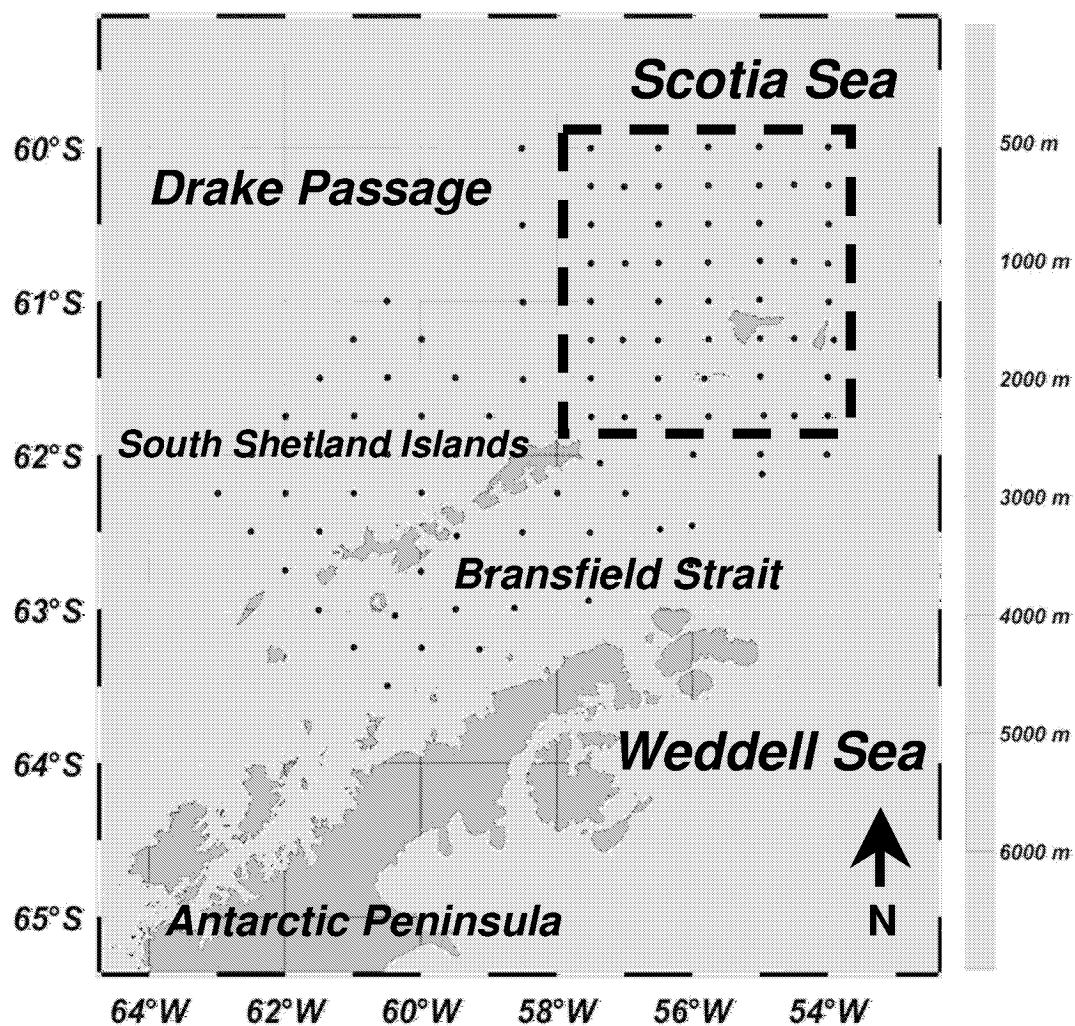 Scotia Sea
60°S
500 m
Drake Passage
1000 m
61°S
2000 m
South Shetland Islands
62°S
3000 m
Bransfield Strait
63°S
4000 m
Weddell Sea
5000 m
64°S
6000 m
N
65°S
Antarctic Peninsula
64°W 62°W 60°W 58°W 56°W 54°W